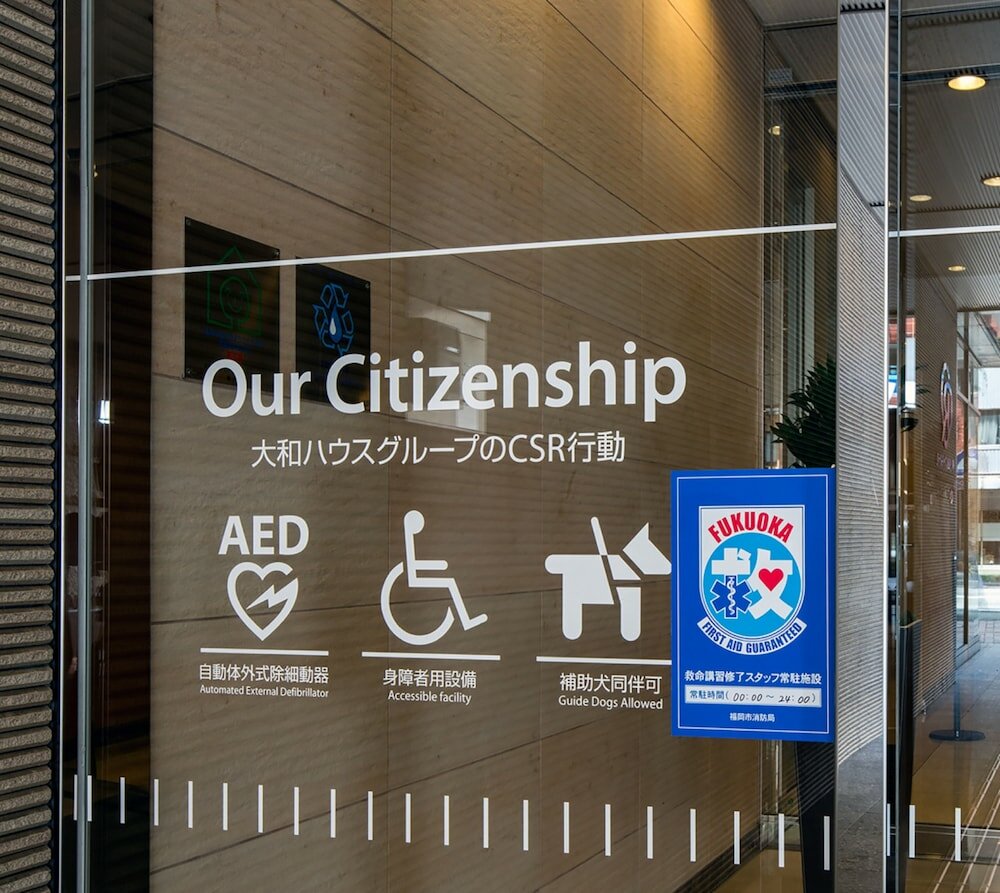 Our Citizenship
大和ハウスグループのCSR行動
AED
自動体外式除細動器
Automated External Defibrillator
身障者用設備
Accessible facility
補助犬同伴可
Guide Dogs Allowed
FUKUOKA
救
FIRST AID GUARANTEED
救命講習修了スタッフ常駐施設
常駐時間(00:00～24:00)
福岡市消防局